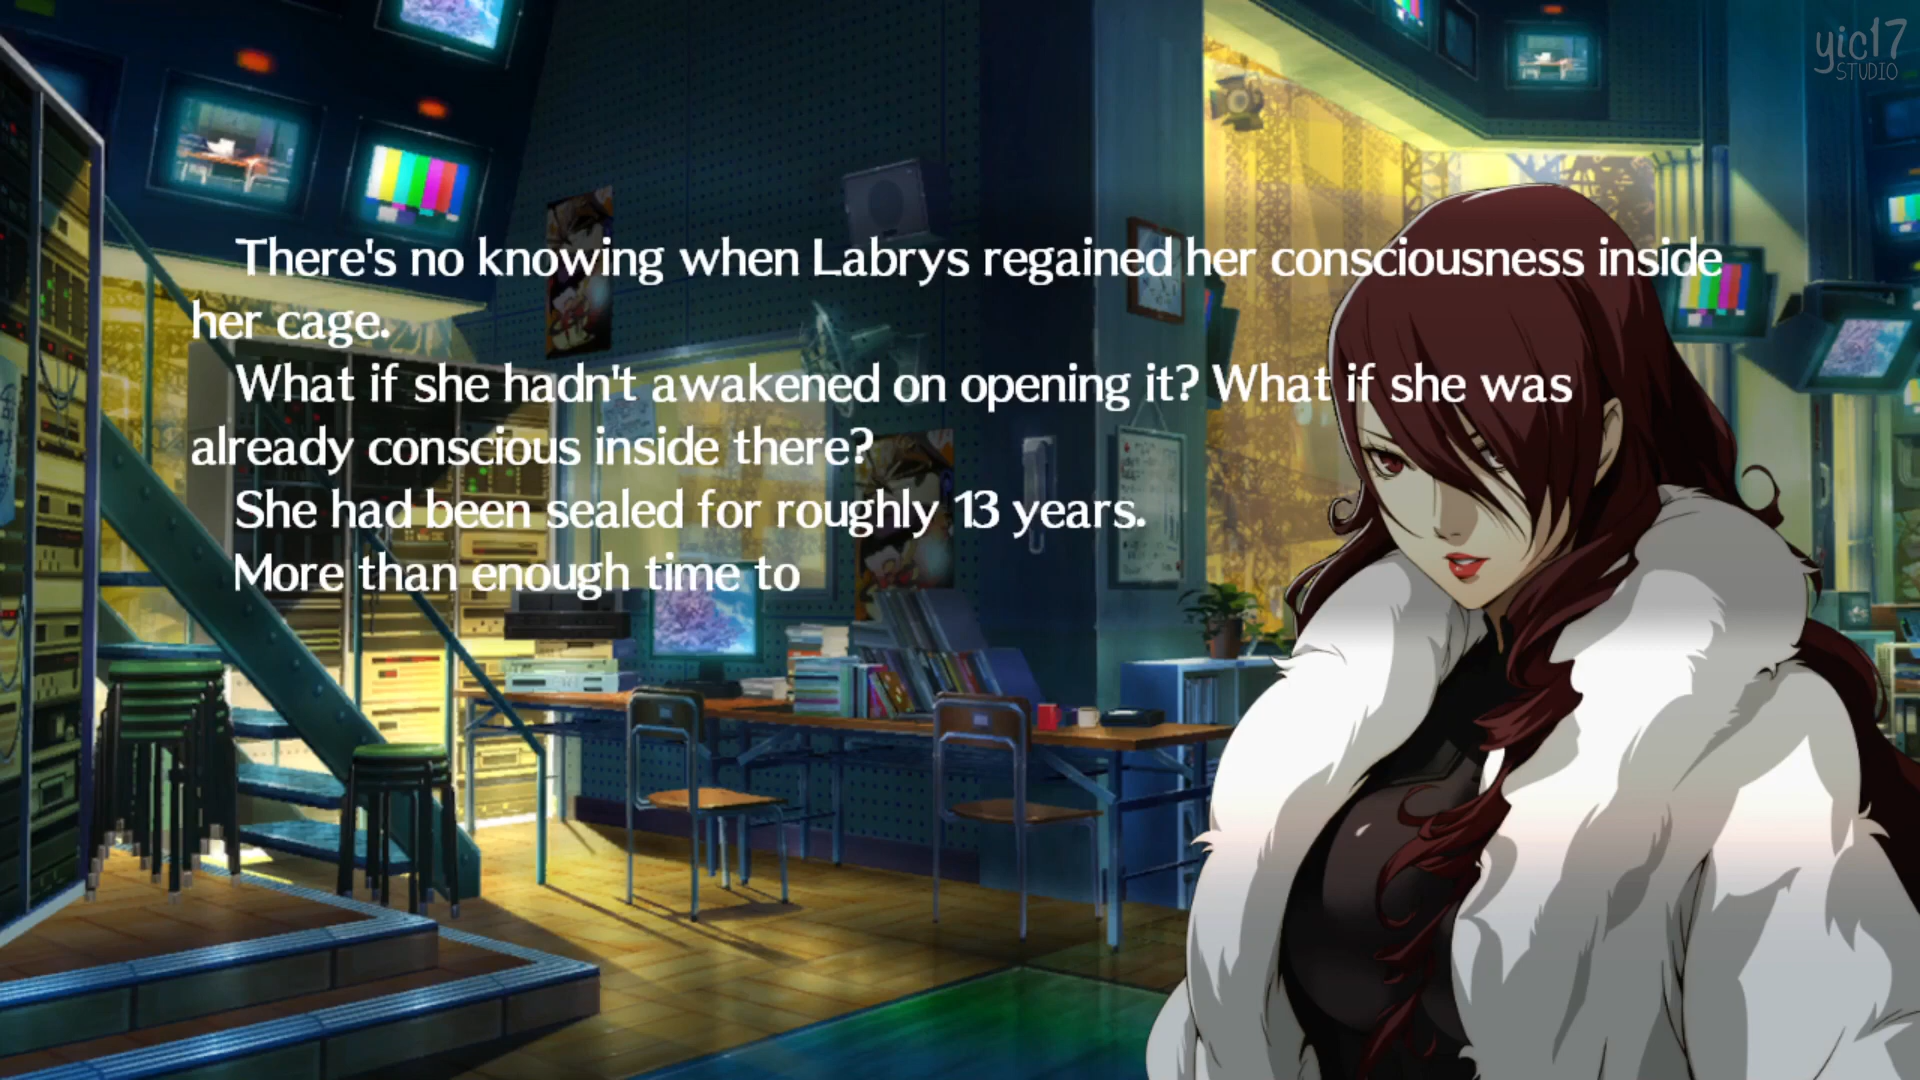 yic17
STUDIO
There's no knowing when Labrys regained her consciousness inside
her cage.
What if she hadn't awakened on opening it? What if she was
already conscious inside there?
She had been sealed for roughly 13 years.
More than enough time to